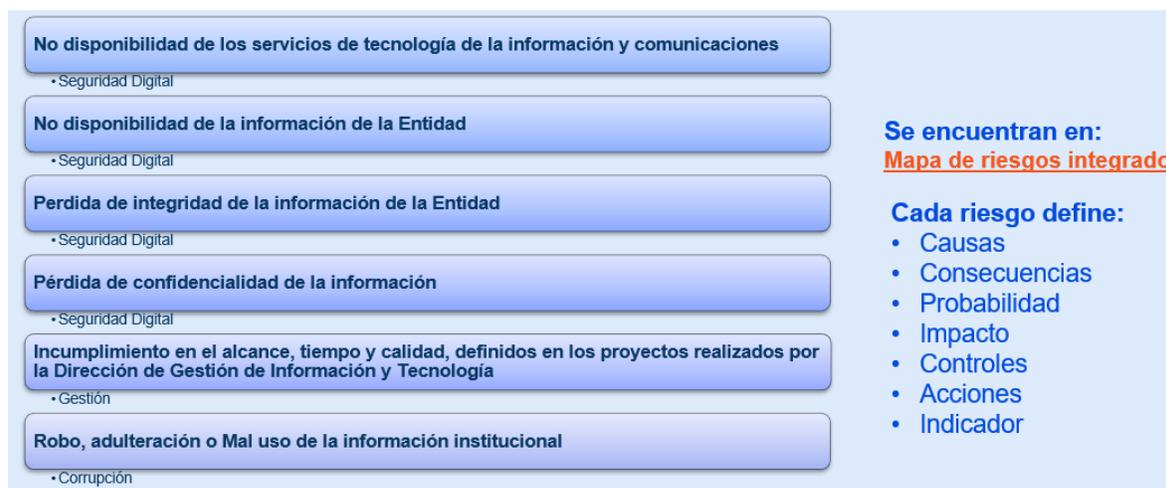 No disponibilidad de los servicios de tecnología de la información y comunicaciones
•Seguridad Digital
No disponibilidad de la información de la Entidad
•Seguridad Digital
Perdida de integridad de la información de la Entidad
•Seguridad Digital
Pérdida de confidencialidad de la información
•Seguridad Digital
Incumplimiento en el alcance, tiempo y calidad, definidos en los proyectos realizados por
la Dirección de Gestión de Información y Tecnología
•Gestión
Robo, adulteración o Mal uso de la información institucional
•Corrupción
Se encuentran en:
Mapa de riesgos integrado
Cada riesgo define:
• Causas
• Consecuencias
• Probabilidad
• Impacto
• Controles
• Acciones
• Indicador